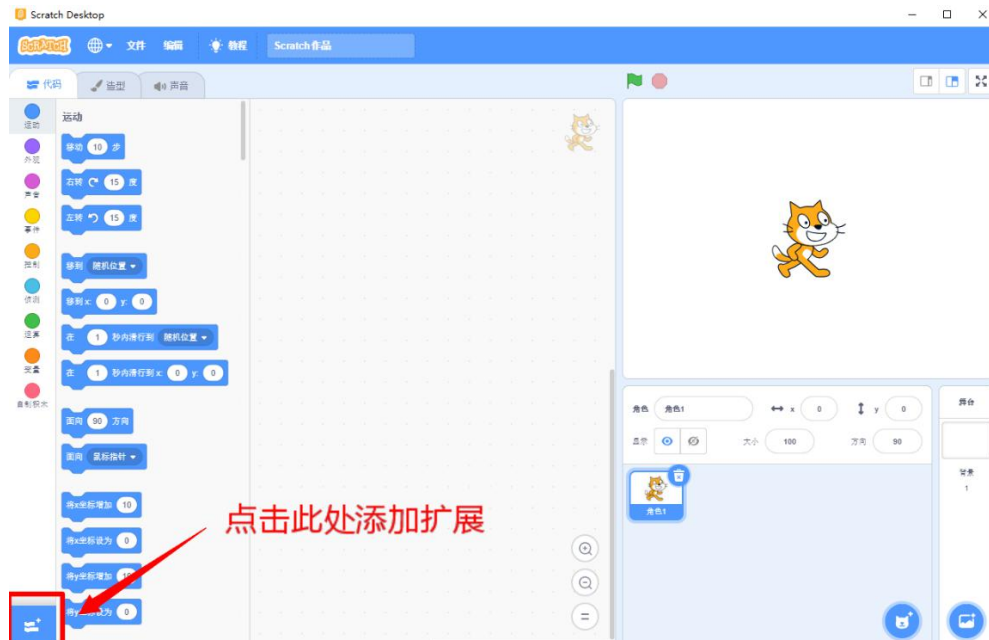 Scratch Desktop
SCRATCH 文件 编辑 教程 Scratch作品
代码 造型 声音
运动
外观
声音
事件
控制
侦测
运算
变量
自制积木
运动
移动 10 步
右转 15 度
左转 15 度
移到 随机位置
移到 x: 0 y: 0
在 1 秒内滑行到 随机位置
在 1 秒内滑行到 x: 0 y: 0
面向 90 方向
面向 鼠标指针
将x坐标增加 10
将x坐标设为 0
将y坐标增加 10
将y坐标设为 0
点击此处添加扩展
角色 角色1 x 0 y 0
显示 大小 100 方向 90
角色1
舞台
背景
1